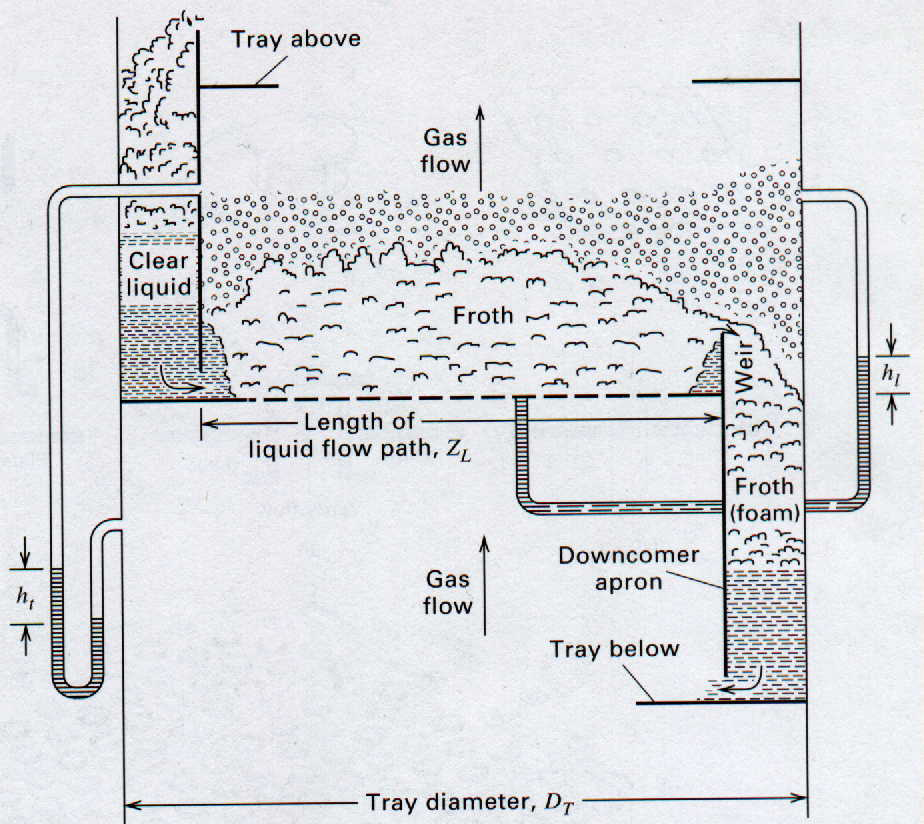 Tray above
Gas
flow
Clear
liquid
Froth
Weir
h_l
Length of
liquid flow path, Z_L
Froth
(foam)
Downcomer
apron
Gas
flow
h_t
Tray below
Tray diameter, D_T